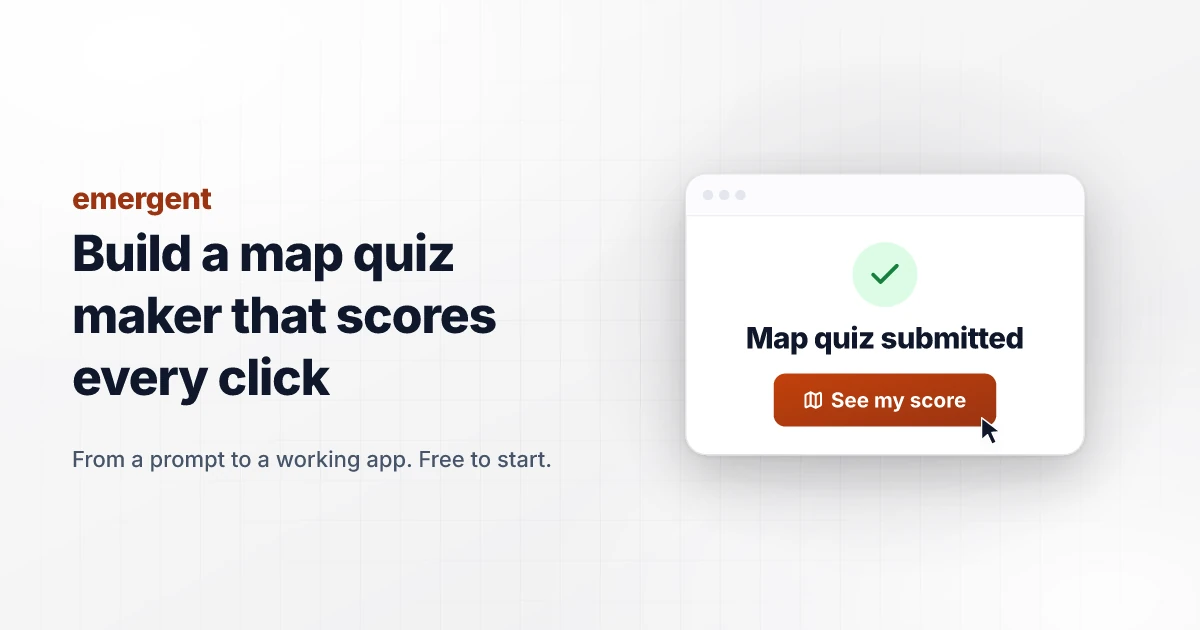 emergent
Build a map quiz
maker that scores
every click
From a prompt to a working app. Free to start.
Map quiz submitted
See my score